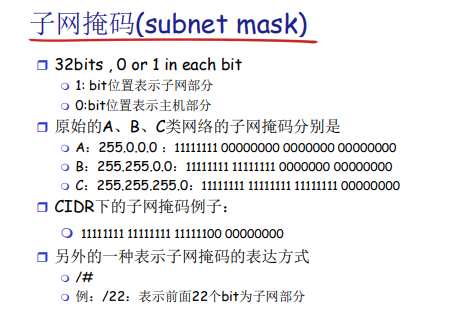 子网掩码(subnet mask)
32bits , 0 or 1 in each bit
1: bit位置表示子网部分
0:bit位置表示主机部分
原始的A、B、C类网络的子网掩码分别是
A：255.0.0.0 ：11111111 00000000 0000000 00000000
B：255.255.0.0：11111111 11111111 0000000 00000000
C：255.255.255.0：11111111 11111111 11111111 00000000
CIDR下的子网掩码例子：
11111111 11111111 11111100 00000000
另外的一种表示子网掩码的表达方式
/#
例：/22：表示前面22个bit为子网部分